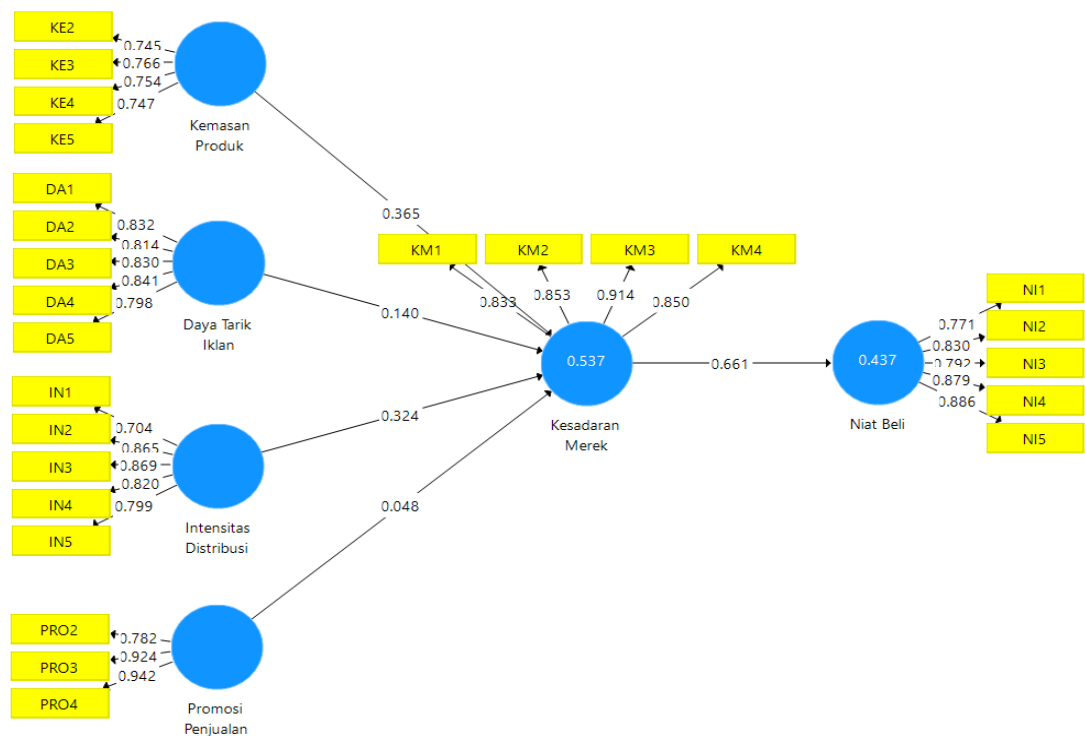 KE2
KE3
KE4
KE5
0.745
0.766
0.754
0.747
Kemasan
Produk
DA1
DA2
DA3
DA4
DA5
0.832
0.814
0.830
0.841
0.798
Daya Tarik
Iklan
IN1
IN2
IN3
IN4
IN5
0.704
0.865
0.869
0.820
0.799
Intensitas
Distribusi
PRO2
PRO3
PRO4
0.782
0.924
0.942
Promosi
Penjualan
0.365
0.140
0.324
0.048
KM1
KM2
KM3
KM4
0.833
0.853
0.914
0.850
0.537
Kesadaran
Merek
0.661
0.437
Niat Beli
0.771
0.830
0.792
0.879
0.886
NI1
NI2
NI3
NI4
NI5